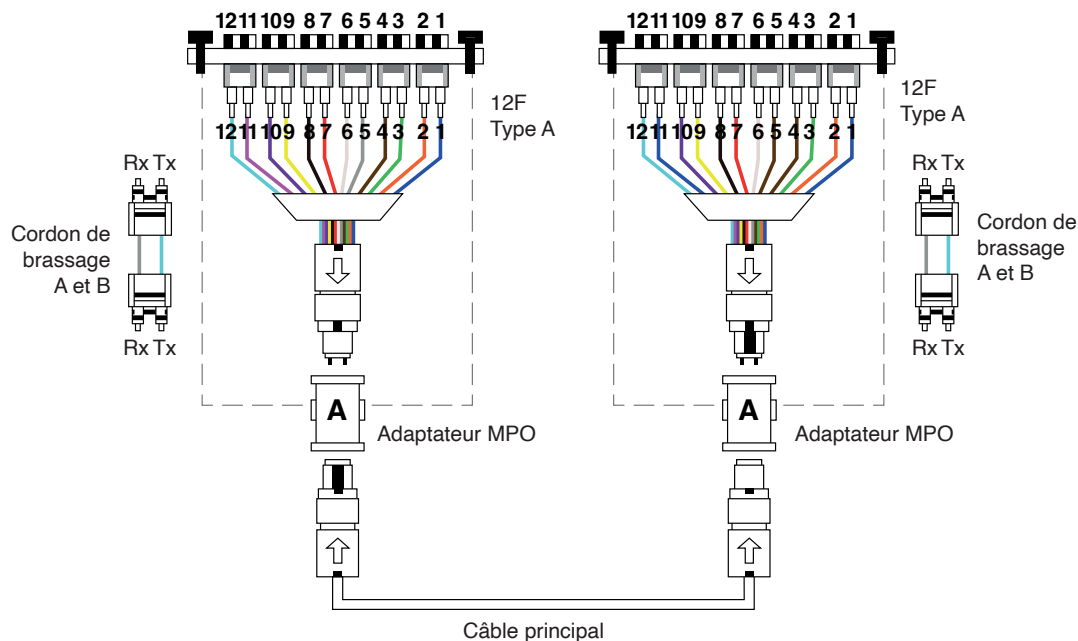 12 11 10 9 8 7 6 5 4 3 2 1
12 11 10 9 8 7 6 5 4 3 2 1
12F
Type A
12F
Type A
12 11 10 9 8 7 6 5 4 3 2 1
12 11 10 9 8 7 6 5 4 3 2 1
Rx Tx
Cordon de
brassage
A et B
Rx Tx
Rx Tx
Cordon de
brassage
A et B
Rx Tx
A
Adaptateur MPO
A
Adaptateur MPO
Câble principal